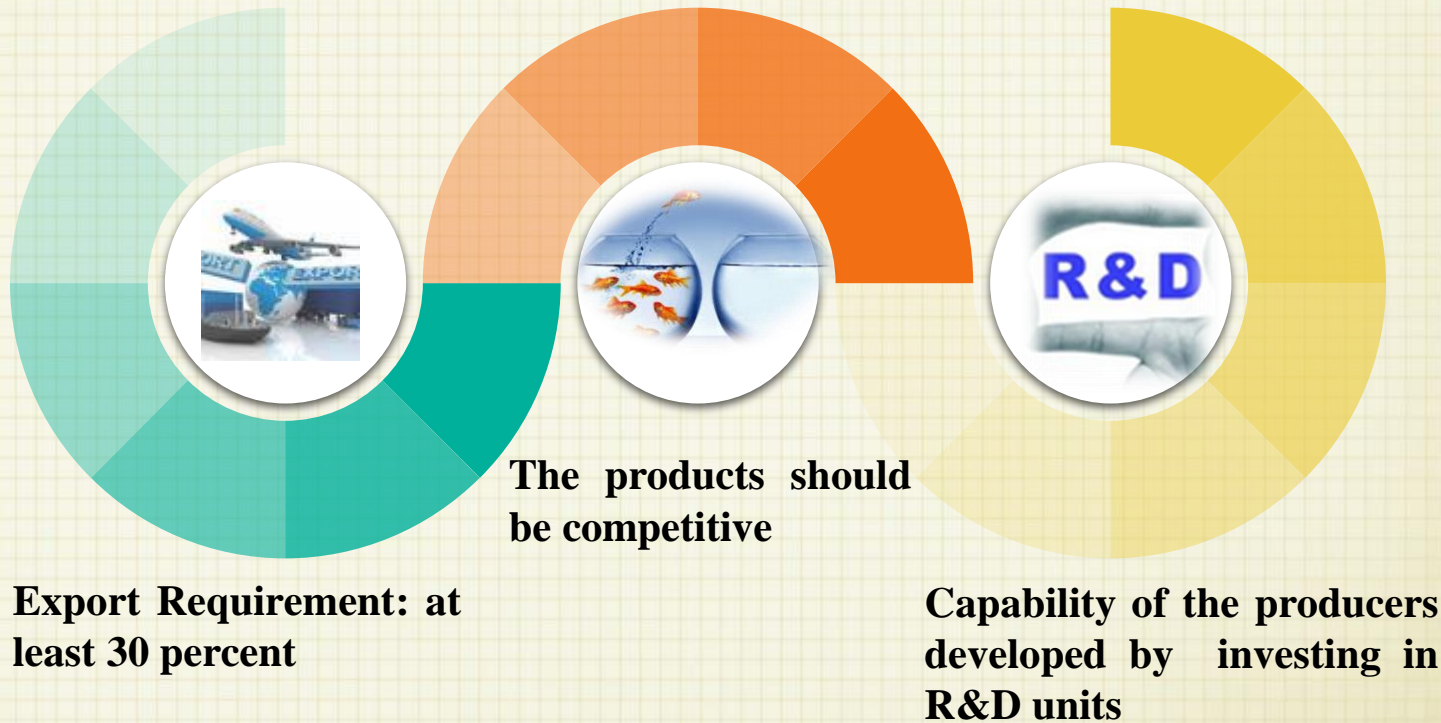 EXPORT
R&D
The products should
be competitive
Export Requirement: at
least 30 percent
Capability of the producers
developed by investing in
R&D units